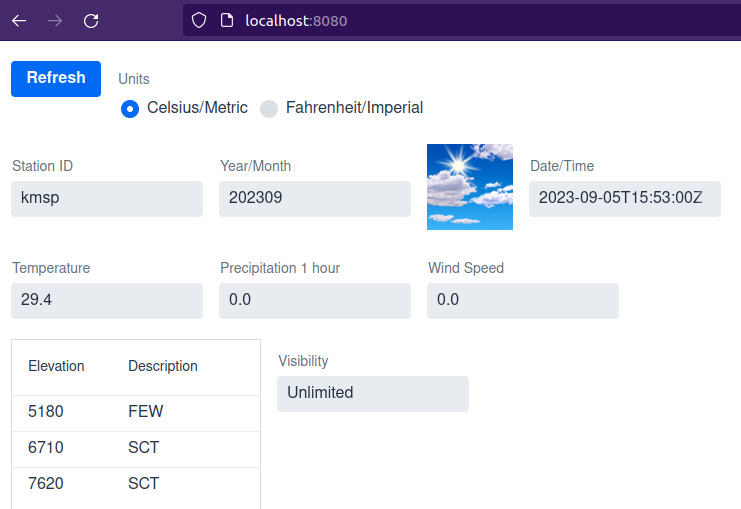 localhost:8080
Refresh
Units
Celsius/Metric Fahrenheit/Imperial
Station ID Year/Month Date/Time
kmsp 202309 2023-09-05T15:53:00Z
Temperature Precipitation 1 hour Wind Speed
29.4 0.0 0.0
Elevation Description Visibility
5180 FEW Unlimited
6710 SCT
7620 SCT